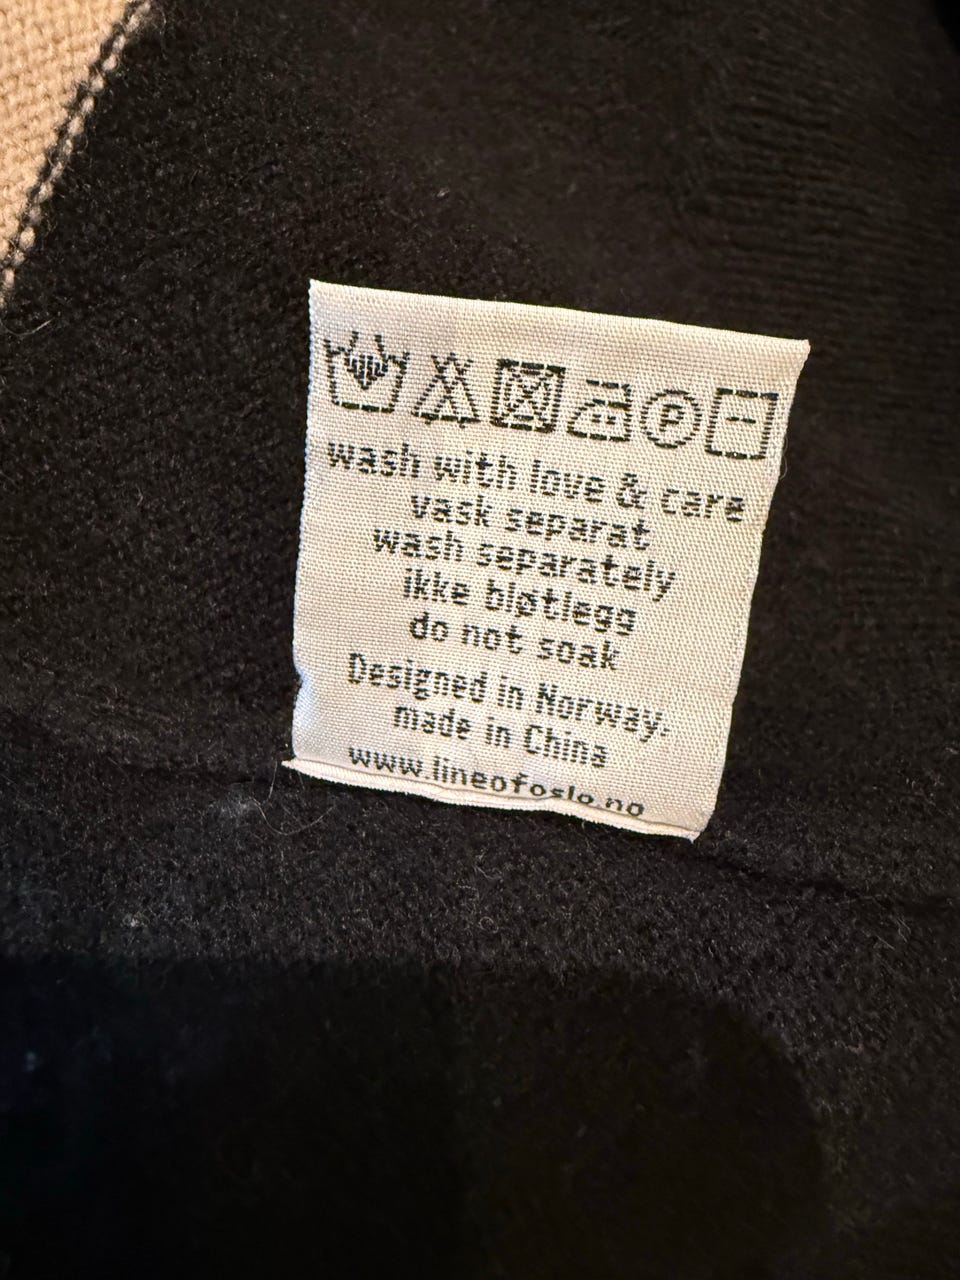 P
wash with love & care
vask separat
wash separately
ikke bløtlegg
do not soak
Designed in Norway,
made in China
www.lineofoslo.no